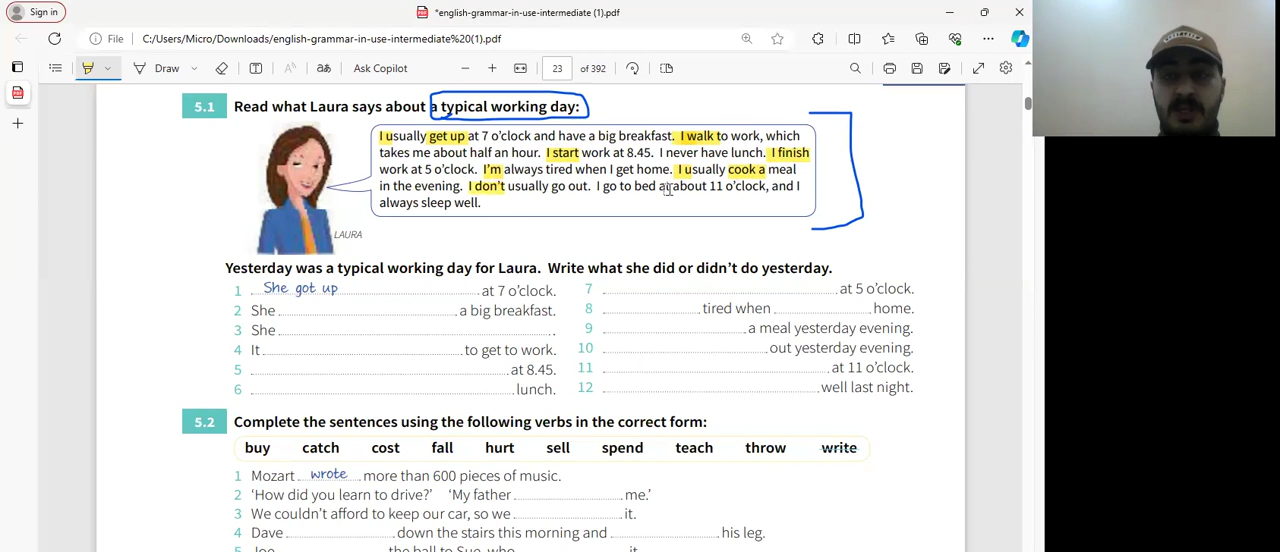 Sign in
*english-grammar-in-use-intermediate (1).pdf
File
C:/Users/Micro/Downloads/english-grammar-in-use-intermediate%20(1).pdf
Draw
Ask Copilot
23 of 392
5.1 Read what Laura says about a typical working day:
I usually get up at 7 o'clock and have a big breakfast. I walk to work, which
takes me about half an hour. I start work at 8.45. I never have lunch. I finish
work at 5 o'clock. I'm always tired when I get home. I usually cook a meal
in the evening. I don't usually go out. I go to bed at about 11 o'clock, and I
always sleep well.
LAURA
Yesterday was a typical working day for Laura. Write what she did or didn't do yesterday.
1 She got up at 7 o'clock.
2 She a big breakfast.
3 She .
4 It to get to work.
5 at 8.45.
6 lunch.
7 at 5 o'clock.
8 tired when home.
9 a meal yesterday evening.
10 out yesterday evening.
11 at 11 o'clock.
12 well last night.
5.2 Complete the sentences using the following verbs in the correct form:
buy catch cost fall hurt sell spend teach throw write
1 Mozart wrote more than 600 pieces of music.
2 'How did you learn to drive?' 'My father me.'
3 We couldn't afford to keep our car, so we it.
4 Dave down the stairs this morning and his leg.
5 Joe the ball to Sue, who it.